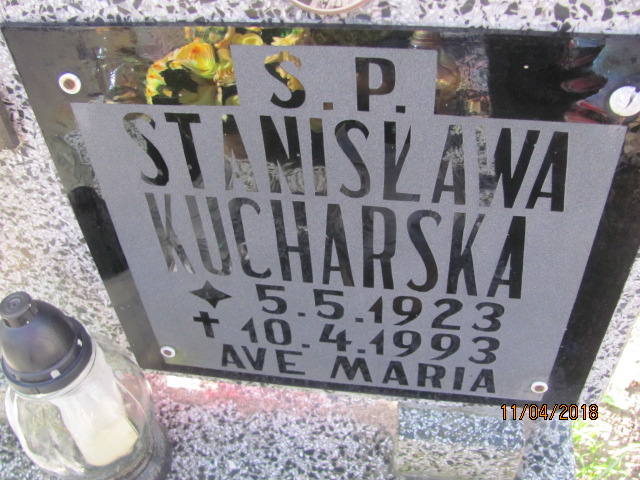 S.P.
STANISŁAWA
KUCHARSKA
5.5.1923
† 10.4.1993
AVE MARIA
11/04/2018